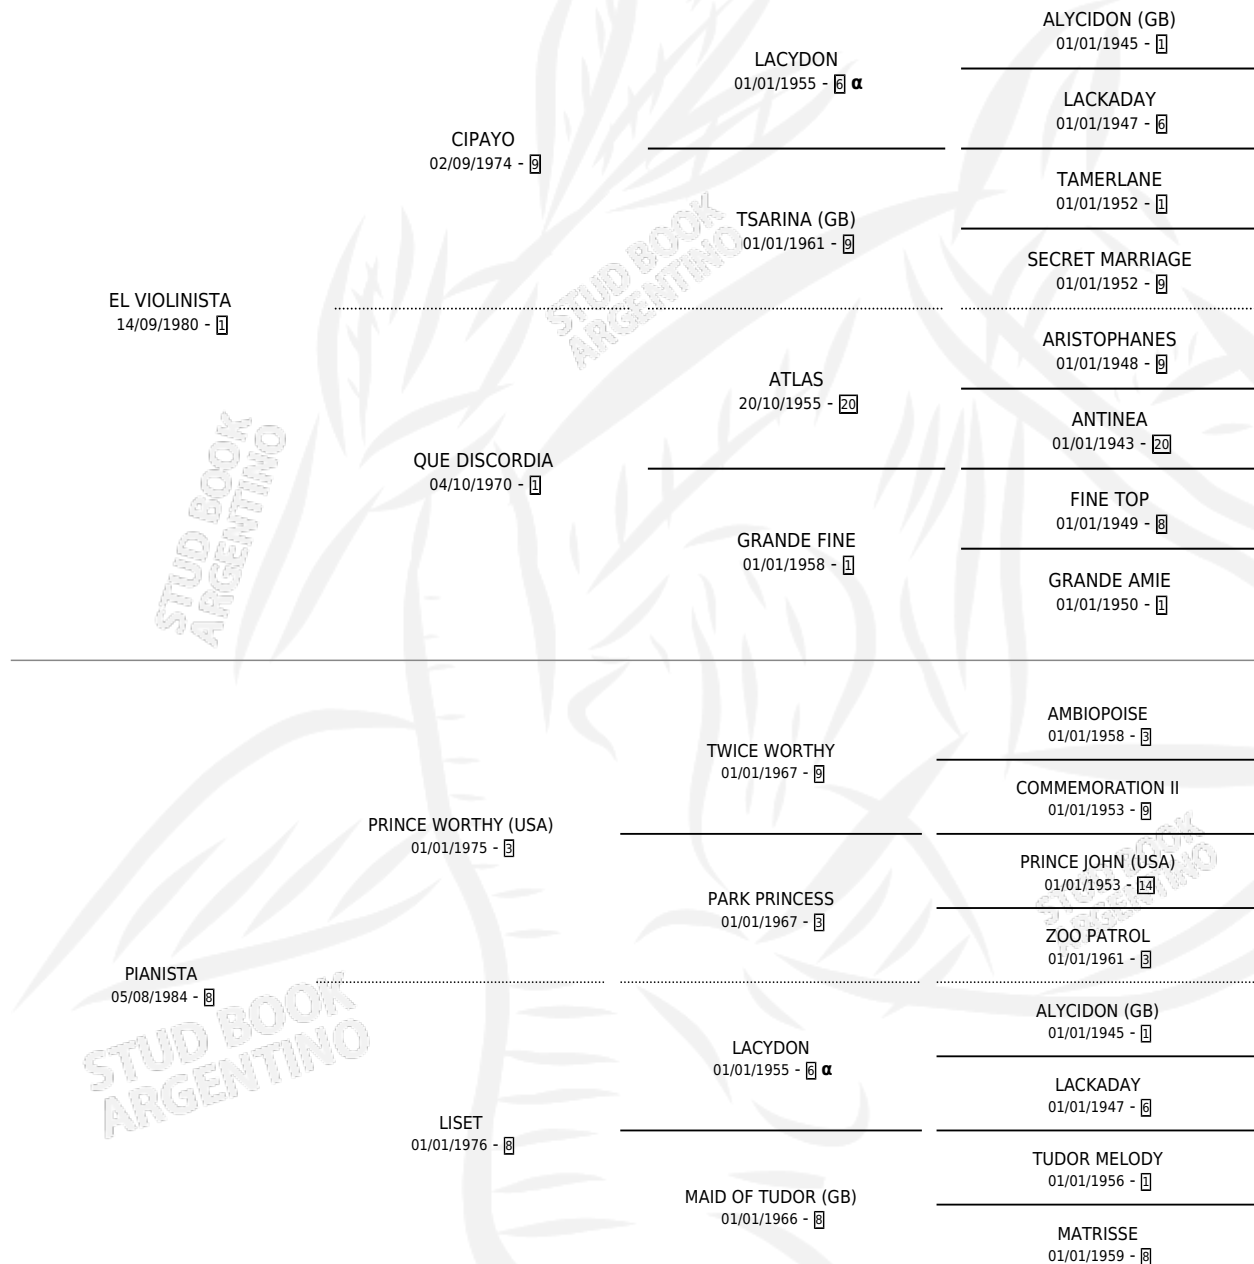 ALYCIDON (GB)
01/01/1945 - 1
LACYDON
01/01/1955 - 6 α
LACKADAY
01/01/1947 - 6
CIPAYO
02/09/1974 - 9
TAMERLANE
01/01/1952 - 1
TSARINA (GB)
01/01/1961 - 9
SECRET MARRIAGE
01/01/1952 - 9
STUD BOOK
ARGENTINO
EL VIOLINISTA
14/09/1980 - 1
ARISTOPHANES
01/01/1948 - 9
ATLAS
20/10/1955 - 20
ANTINEA
01/01/1943 - 20
QUE DISCORDIA
04/10/1970 - 1
FINE TOP
01/01/1949 - 8
GRANDE FINE
01/01/1958 - 1
GRANDE AMIE
01/01/1950 - 1
STUD BOOK
ARGENTINO
AMBIOPOISE
01/01/1958 - 3
TWICE WORTHY
01/01/1967 - 9
COMMEMORATION II
01/01/1953 - 9
PRINCE WORTHY (USA)
01/01/1975 - 3
PRINCE JOHN (USA)
01/01/1953 - 14
PARK PRINCESS
01/01/1967 - 3
ZOO PATROL
01/01/1961 - 3
STUD BOOK
ARGENTINO
PIANISTA
05/08/1984 - 8
ALYCIDON (GB)
01/01/1945 - 1
LACYDON
01/01/1955 - 6 α
LACKADAY
01/01/1947 - 6
STUD BOOK
ARGENTINO
LISET
01/01/1976 - 8
TUDOR MELODY
01/01/1956 - 1
MAID OF TUDOR (GB)
01/01/1966 - 8
MATRISSE
01/01/1959 - 8